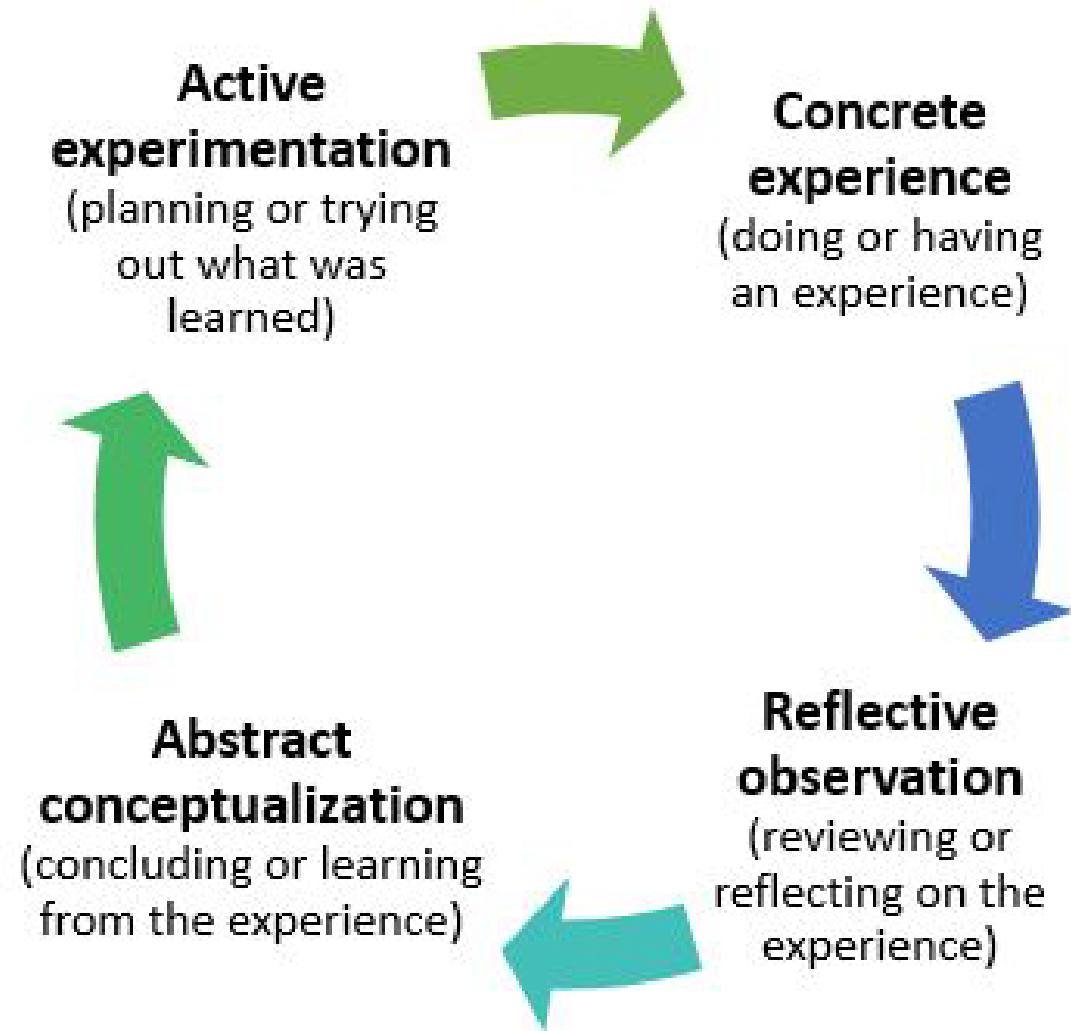 Active
experimentation
(planning or trying
out what was
learned)
Concrete
experience
(doing or having
an experience)
Reflective
observation
(reviewing or
reflecting on the
experience)
Abstract
conceptualization
(concluding or learning
from the experience)